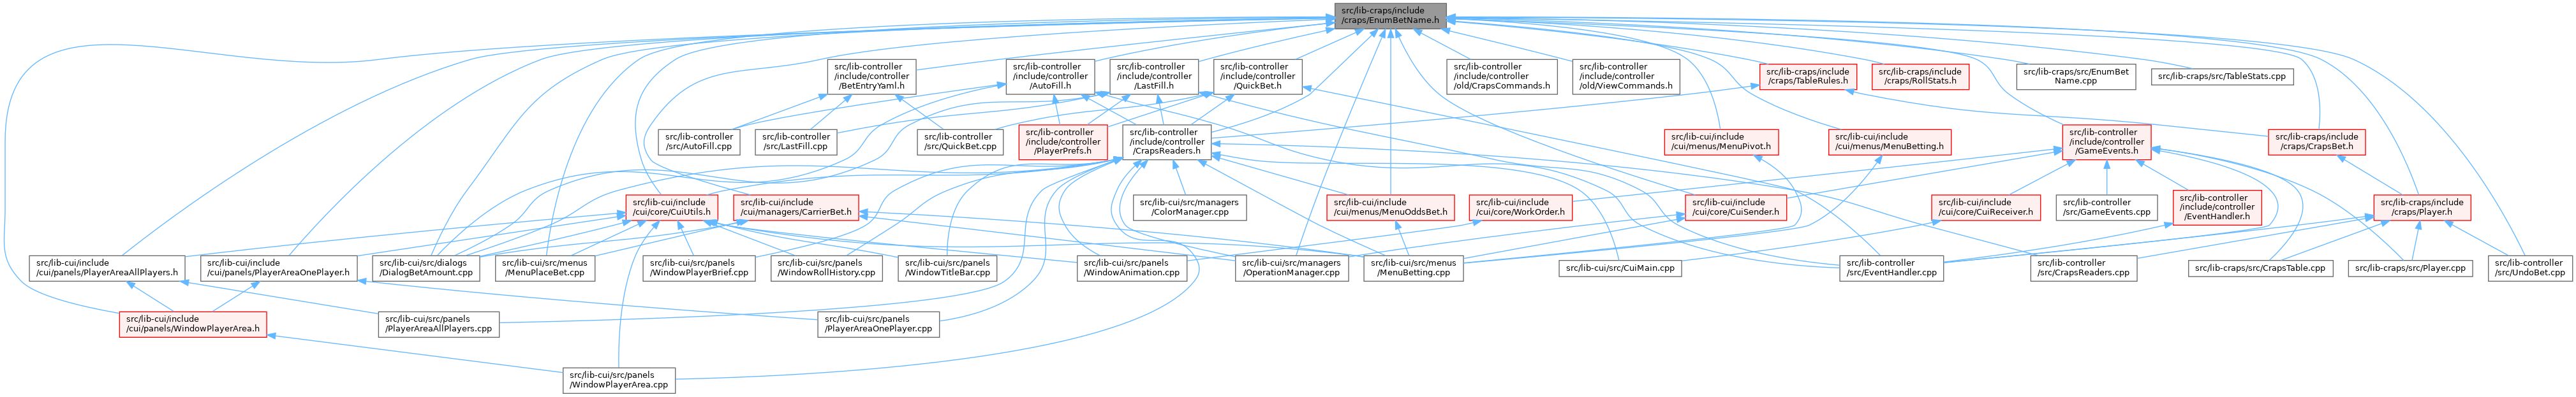 src/lib-craps/include
/craps/EnumBetName.h
src/lib-controller
/include/controller
/BetEntryYaml.h
src/lib-controller
/include/controller
/AutoFill.h
src/lib-controller
/include/controller
/LastFill.h
src/lib-controller
/include/controller
/QuickBet.h
src/lib-controller
/include/controller
/old/CrapsCommands.h
src/lib-controller
/include/controller
/old/ViewCommands.h
src/lib-craps/include
/craps/TableRules.h
src/lib-craps/include
/craps/RollStats.h
src/lib-craps/src/EnumBet
Name.cpp
src/lib-craps/src/TableStats.cpp
src/lib-controller
/src/AutoFill.cpp
src/lib-controller
/src/LastFill.cpp
src/lib-controller
/src/QuickBet.cpp
src/lib-controller
/include/controller
/PlayerPrefs.h
src/lib-controller
/include/controller
/CrapsReaders.h
src/lib-cui/include
/cui/menus/MenuPivot.h
src/lib-cui/include
/cui/menus/MenuBetting.h
src/lib-controller
/include/controller
/GameEvents.h
src/lib-craps/include
/craps/CrapsBet.h
src/lib-cui/include
/cui/core/CuiUtils.h
src/lib-cui/include
/cui/managers/CarrierBet.h
src/lib-cui/src/managers
/ColorManager.cpp
src/lib-cui/include
/cui/menus/MenuOddsBet.h
src/lib-cui/include
/cui/core/WorkOrder.h
src/lib-cui/include
/cui/core/CuiSender.h
src/lib-cui/include
/cui/core/CuiReceiver.h
src/lib-controller
/src/GameEvents.cpp
src/lib-controller
/include/controller
/EventHandler.h
src/lib-craps/include
/craps/Player.h
src/lib-cui/include
/cui/panels/PlayerAreaAllPlayers.h
src/lib-cui/include
/cui/panels/PlayerAreaOnePlayer.h
src/lib-cui/src/dialogs
/DialogBetAmount.cpp
src/lib-cui/src/menus
/MenuPlaceBet.cpp
src/lib-cui/src/panels
/WindowPlayerBrief.cpp
src/lib-cui/src/panels
/WindowRollHistory.cpp
src/lib-cui/src/panels
/WindowTitleBar.cpp
src/lib-cui/src/panels
/WindowAnimation.cpp
src/lib-cui/src/managers
/OperationManager.cpp
src/lib-cui/src/menus
/MenuBetting.cpp
src/lib-cui/src/CuiMain.cpp
src/lib-controller
/src/EventHandler.cpp
src/lib-controller
/src/CrapsReaders.cpp
src/lib-craps/src/CrapsTable.cpp
src/lib-craps/src/Player.cpp
src/lib-controller
/src/UndoBet.cpp
src/lib-cui/include
/cui/panels/WindowPlayerArea.h
src/lib-cui/src/panels
/PlayerAreaAllPlayers.cpp
src/lib-cui/src/panels
/PlayerAreaOnePlayer.cpp
src/lib-cui/src/panels
/WindowPlayerArea.cpp